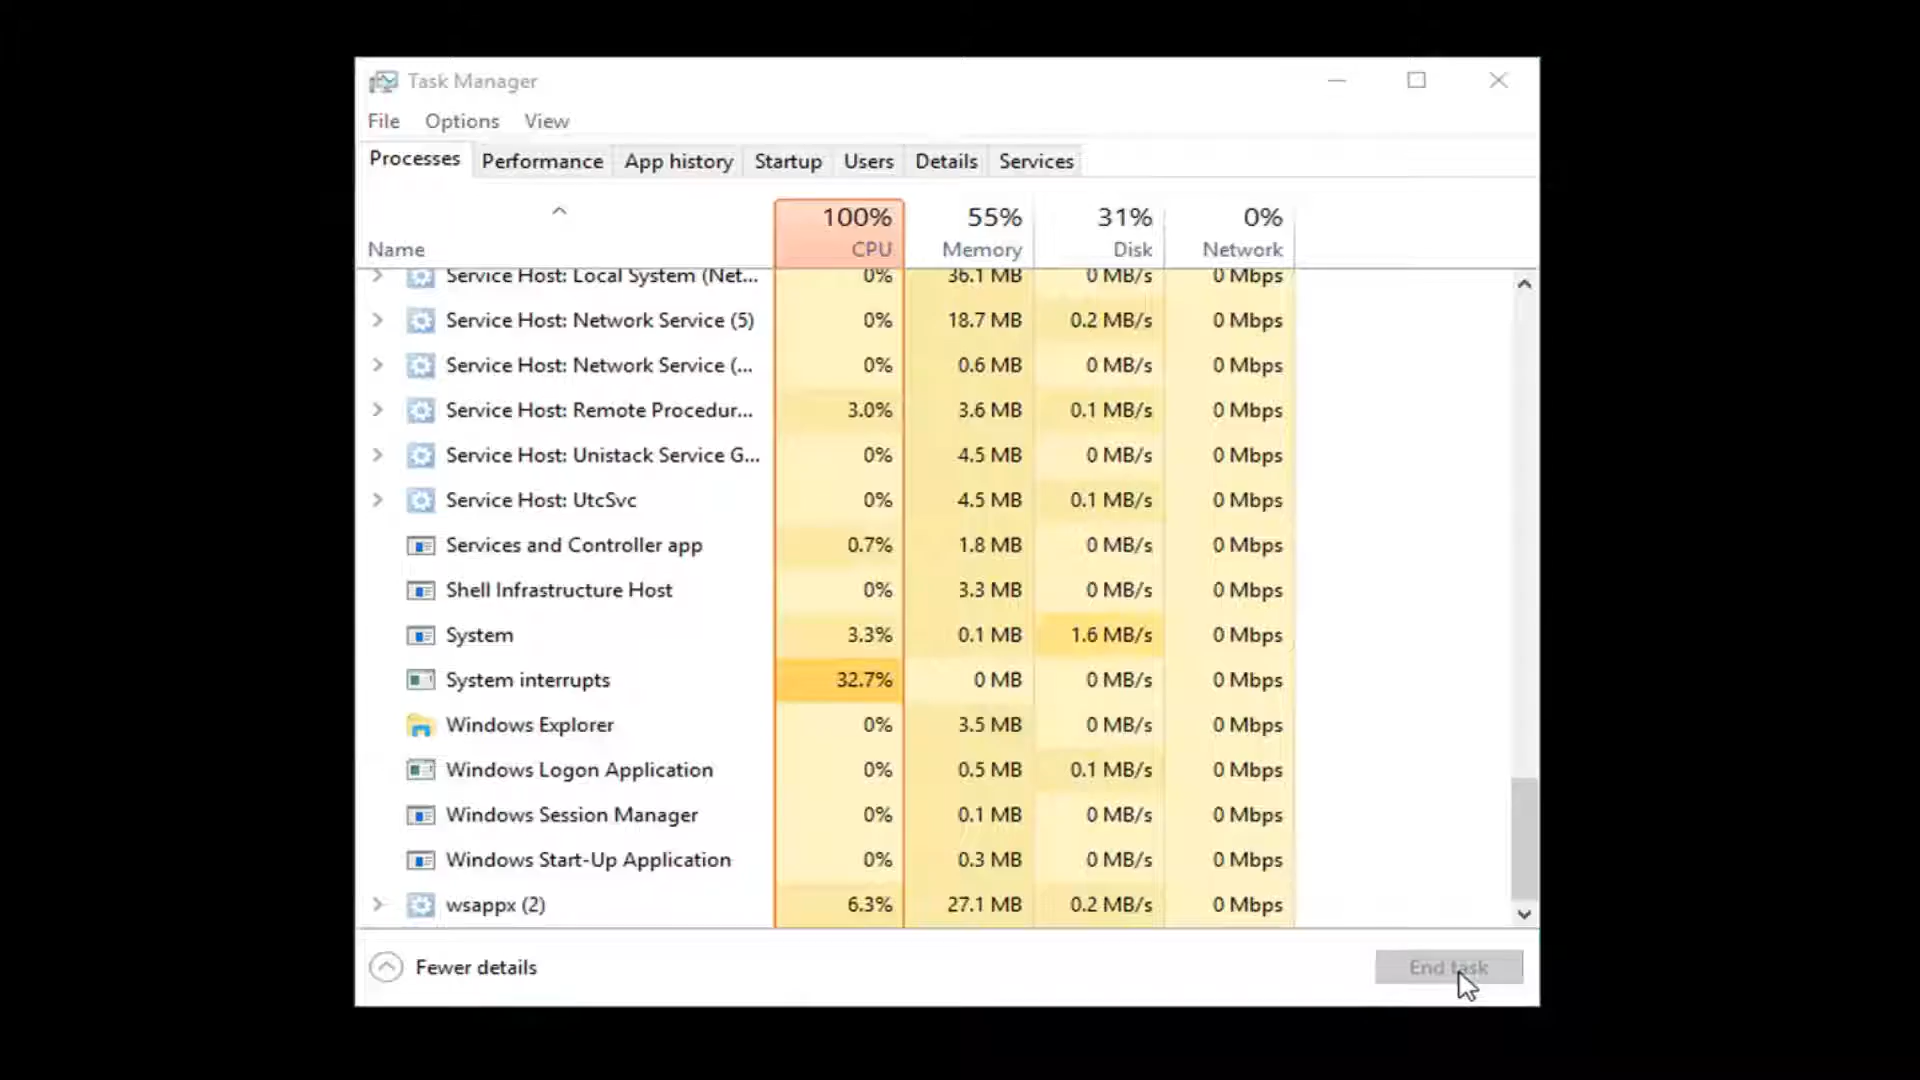 Task Manager
File Options View
Processes Performance App history Startup Users Details Services
100% 55% 31% 0%
Name CPU Memory Disk Network
Service Host: Local System (Net... 0% 36.1 MB 0 MB/s 0 Mbps
Service Host: Network Service (5) 0% 18.7 MB 0.2 MB/s 0 Mbps
Service Host: Network Service (... 0% 0.6 MB 0 MB/s 0 Mbps
Service Host: Remote Procedur... 3.0% 3.6 MB 0.1 MB/s 0 Mbps
Service Host: Unistack Service G... 0% 4.5 MB 0 MB/s 0 Mbps
Service Host: UtcSvc 0% 4.5 MB 0.1 MB/s 0 Mbps
Services and Controller app 0.7% 1.8 MB 0 MB/s 0 Mbps
Shell Infrastructure Host 0% 3.3 MB 0 MB/s 0 Mbps
System 3.3% 0.1 MB 1.6 MB/s 0 Mbps
System interrupts 32.7% 0 MB 0 MB/s 0 Mbps
Windows Explorer 0% 3.5 MB 0 MB/s 0 Mbps
Windows Logon Application 0% 0.5 MB 0.1 MB/s 0 Mbps
Windows Session Manager 0% 0.1 MB 0 MB/s 0 Mbps
Windows Start-Up Application 0% 0.3 MB 0 MB/s 0 Mbps
wsappx (2) 6.3% 27.1 MB 0.2 MB/s 0 Mbps
Fewer details End task